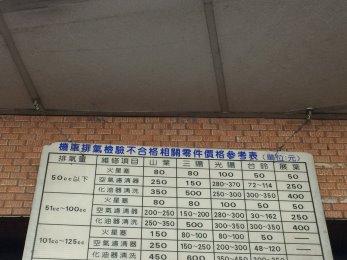 機車排氣檢驗不合格相關零件價格參考表(單位:元)
排氣量 維修項目 山葉 三陽 光陽 台鈴 展葉
50cc以下 火星塞 80 80 100 50 50
空氣濾清器 250 150 280~370 72~114 250
化油器清洗 350 500 300~350 350 400
51cc~100cc 火星塞 80 80 80 50 50
空氣濾清器 200~250 150~200 280~300 30~162 250
化油器清洗 350~450 500 300~350 350 400
101cc~125cc 火星塞 150 80~100 80~100 50 —
空氣濾清器 250 150~250 200~300 48~120 —
化油器清洗 450 600